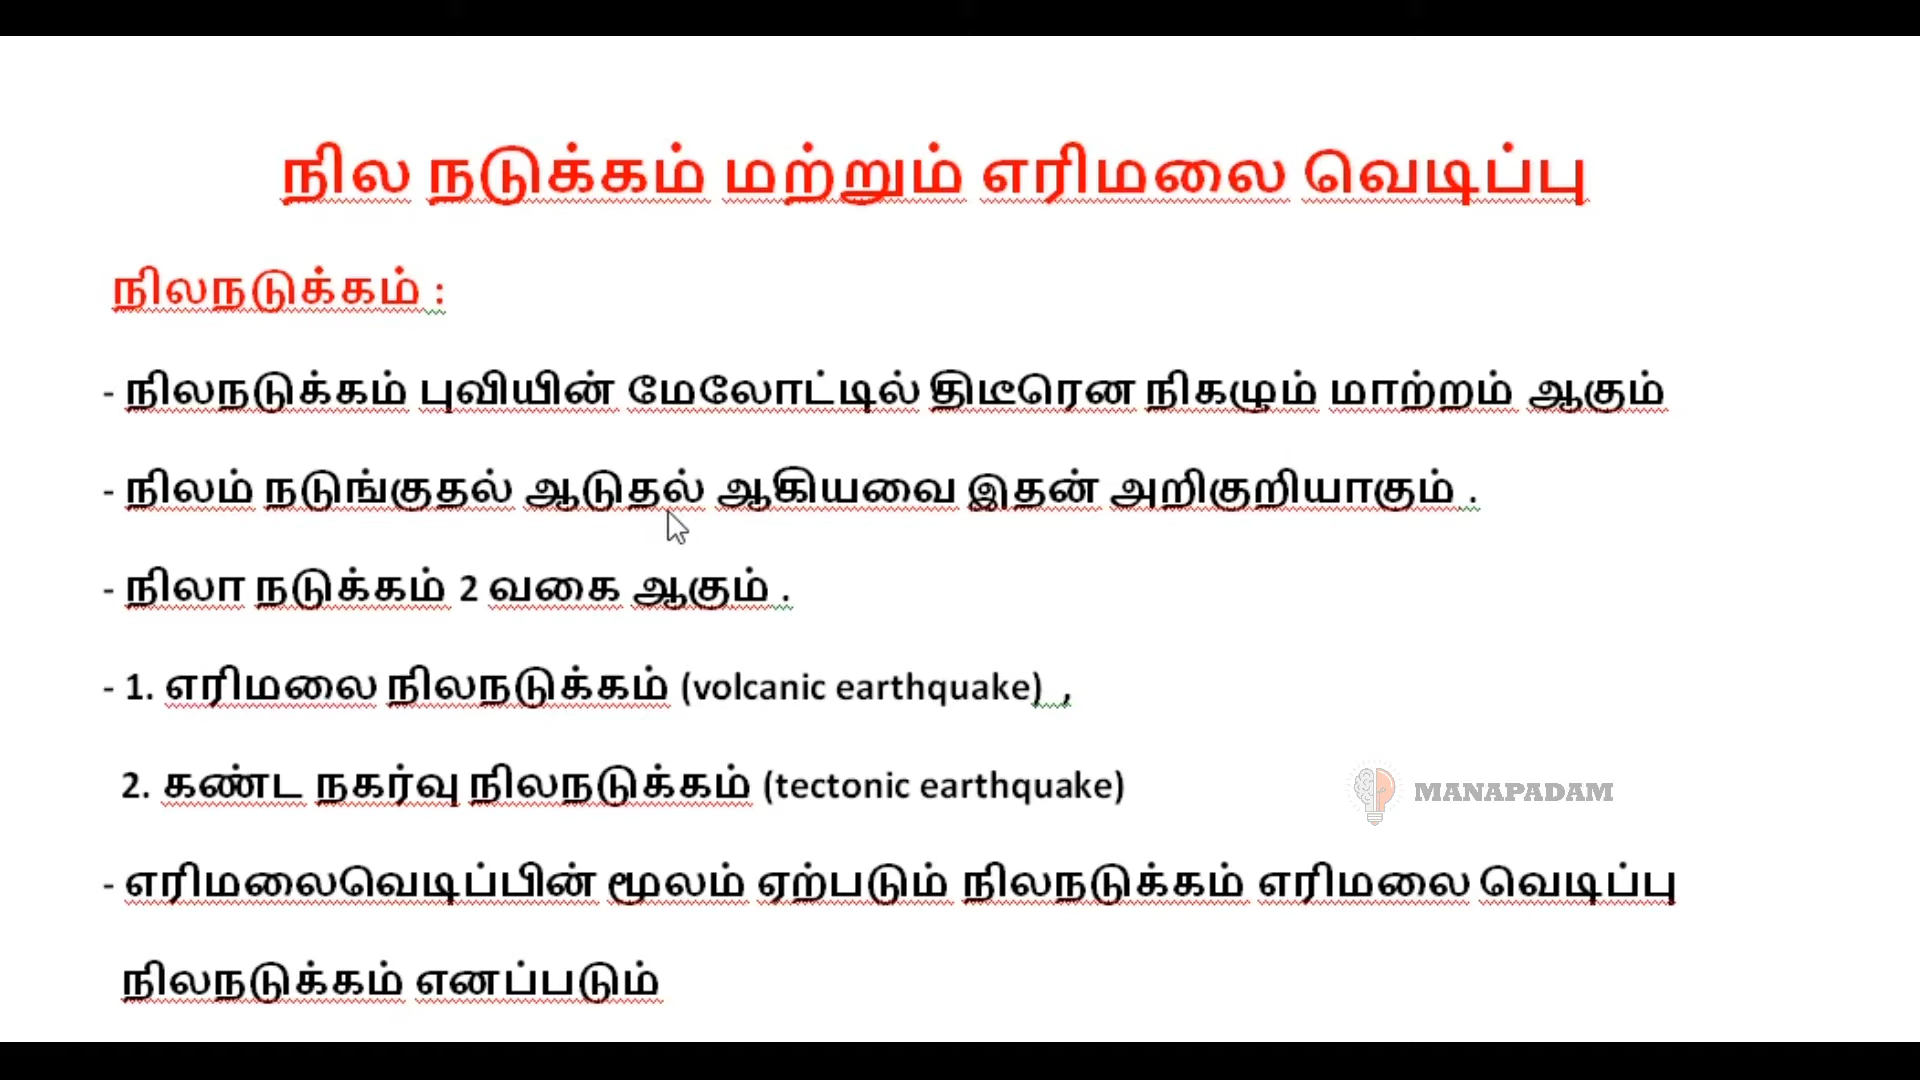 நில நடுக்கம் மற்றும் எரிமலை வெடிப்பு
நிலநடுக்கம் :
- நிலநடுக்கம் புவியின் மேலோட்டில் திடீரென நிகழும் மாற்றம் ஆகும்
- நிலம் நடுங்குதல் ஆடுதல் ஆகியவை இதன் அறிகுறியாகும் .
- நிலா நடுக்கம் 2 வகை ஆகும் .
- 1. எரிமலை நிலநடுக்கம் (volcanic earthquake) ,
2. கண்ட நகர்வு நிலநடுக்கம் (tectonic earthquake)
MANAPADAM
- எரிமலைவெடிப்பின் மூலம் ஏற்படும் நிலநடுக்கம் எரிமலை வெடிப்பு
நிலநடுக்கம் எனப்படும்